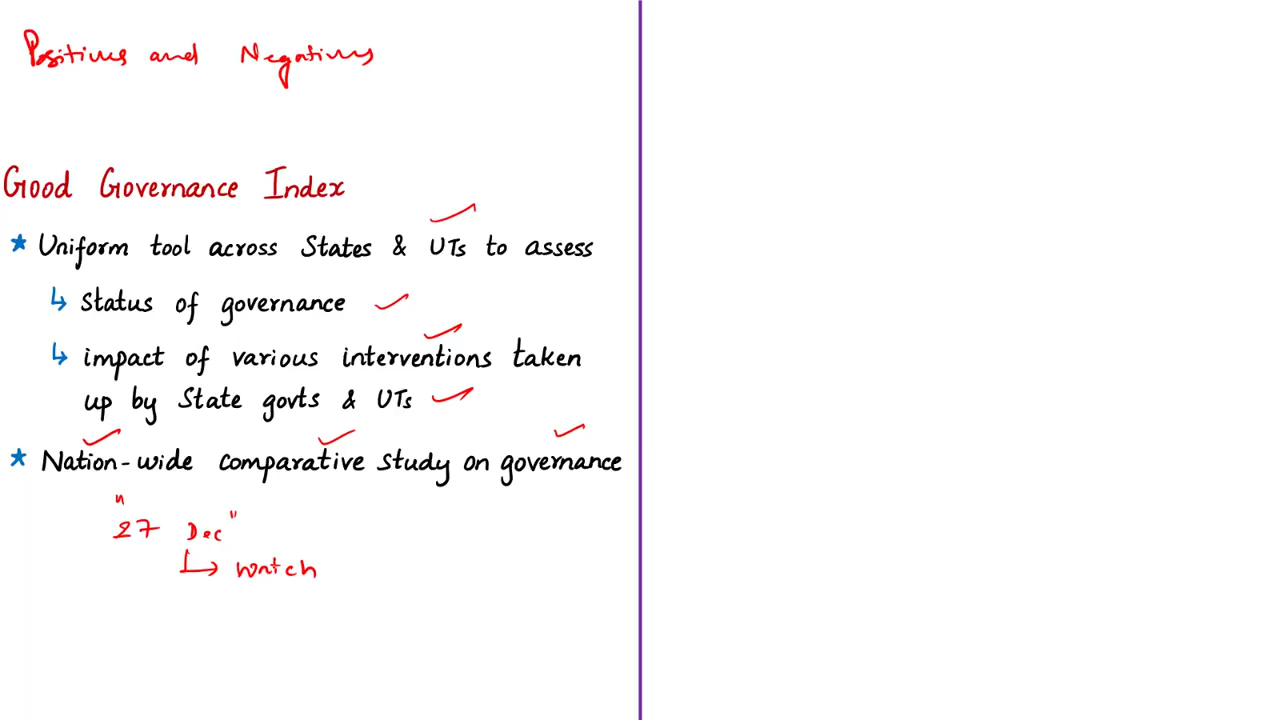 Positives and Negatives
Good Governance Index
* Uniform tool across States & UTs to assess
↳ Status of governance
↳ impact of various interventions taken
up by State govts & UTs
* Nation-wide comparative study on governance
"27 Dec"
↳ watch